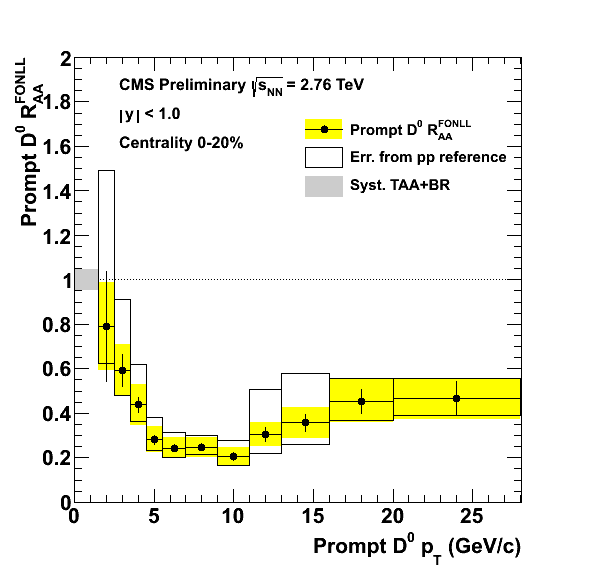 CMS Preliminary √sNN = 2.76 TeV
|y| < 1.0
Centrality 0-20%
Prompt D0 RAAFONLL
Err. from pp reference
Syst. TAA+BR
Prompt D0 RAAFONLL
2
1.8
1.6
1.4
1.2
1
0.8
0.6
0.4
0.2
0
0 5 10 15 20 25
Prompt D0 pT (GeV/c)